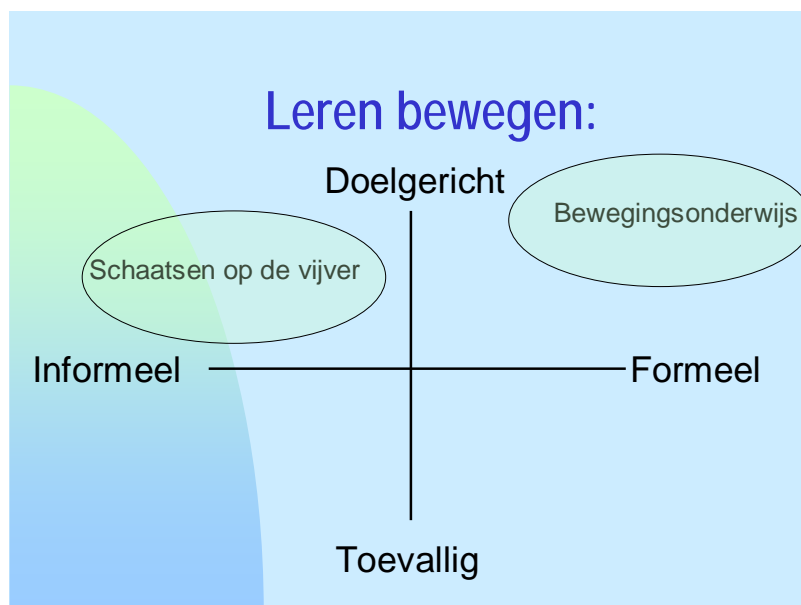 Leren bewegen:
Doelgericht
Bewegingsonderwijs
Schaatsen op de vijver
Informeel
Formeel
Toevallig